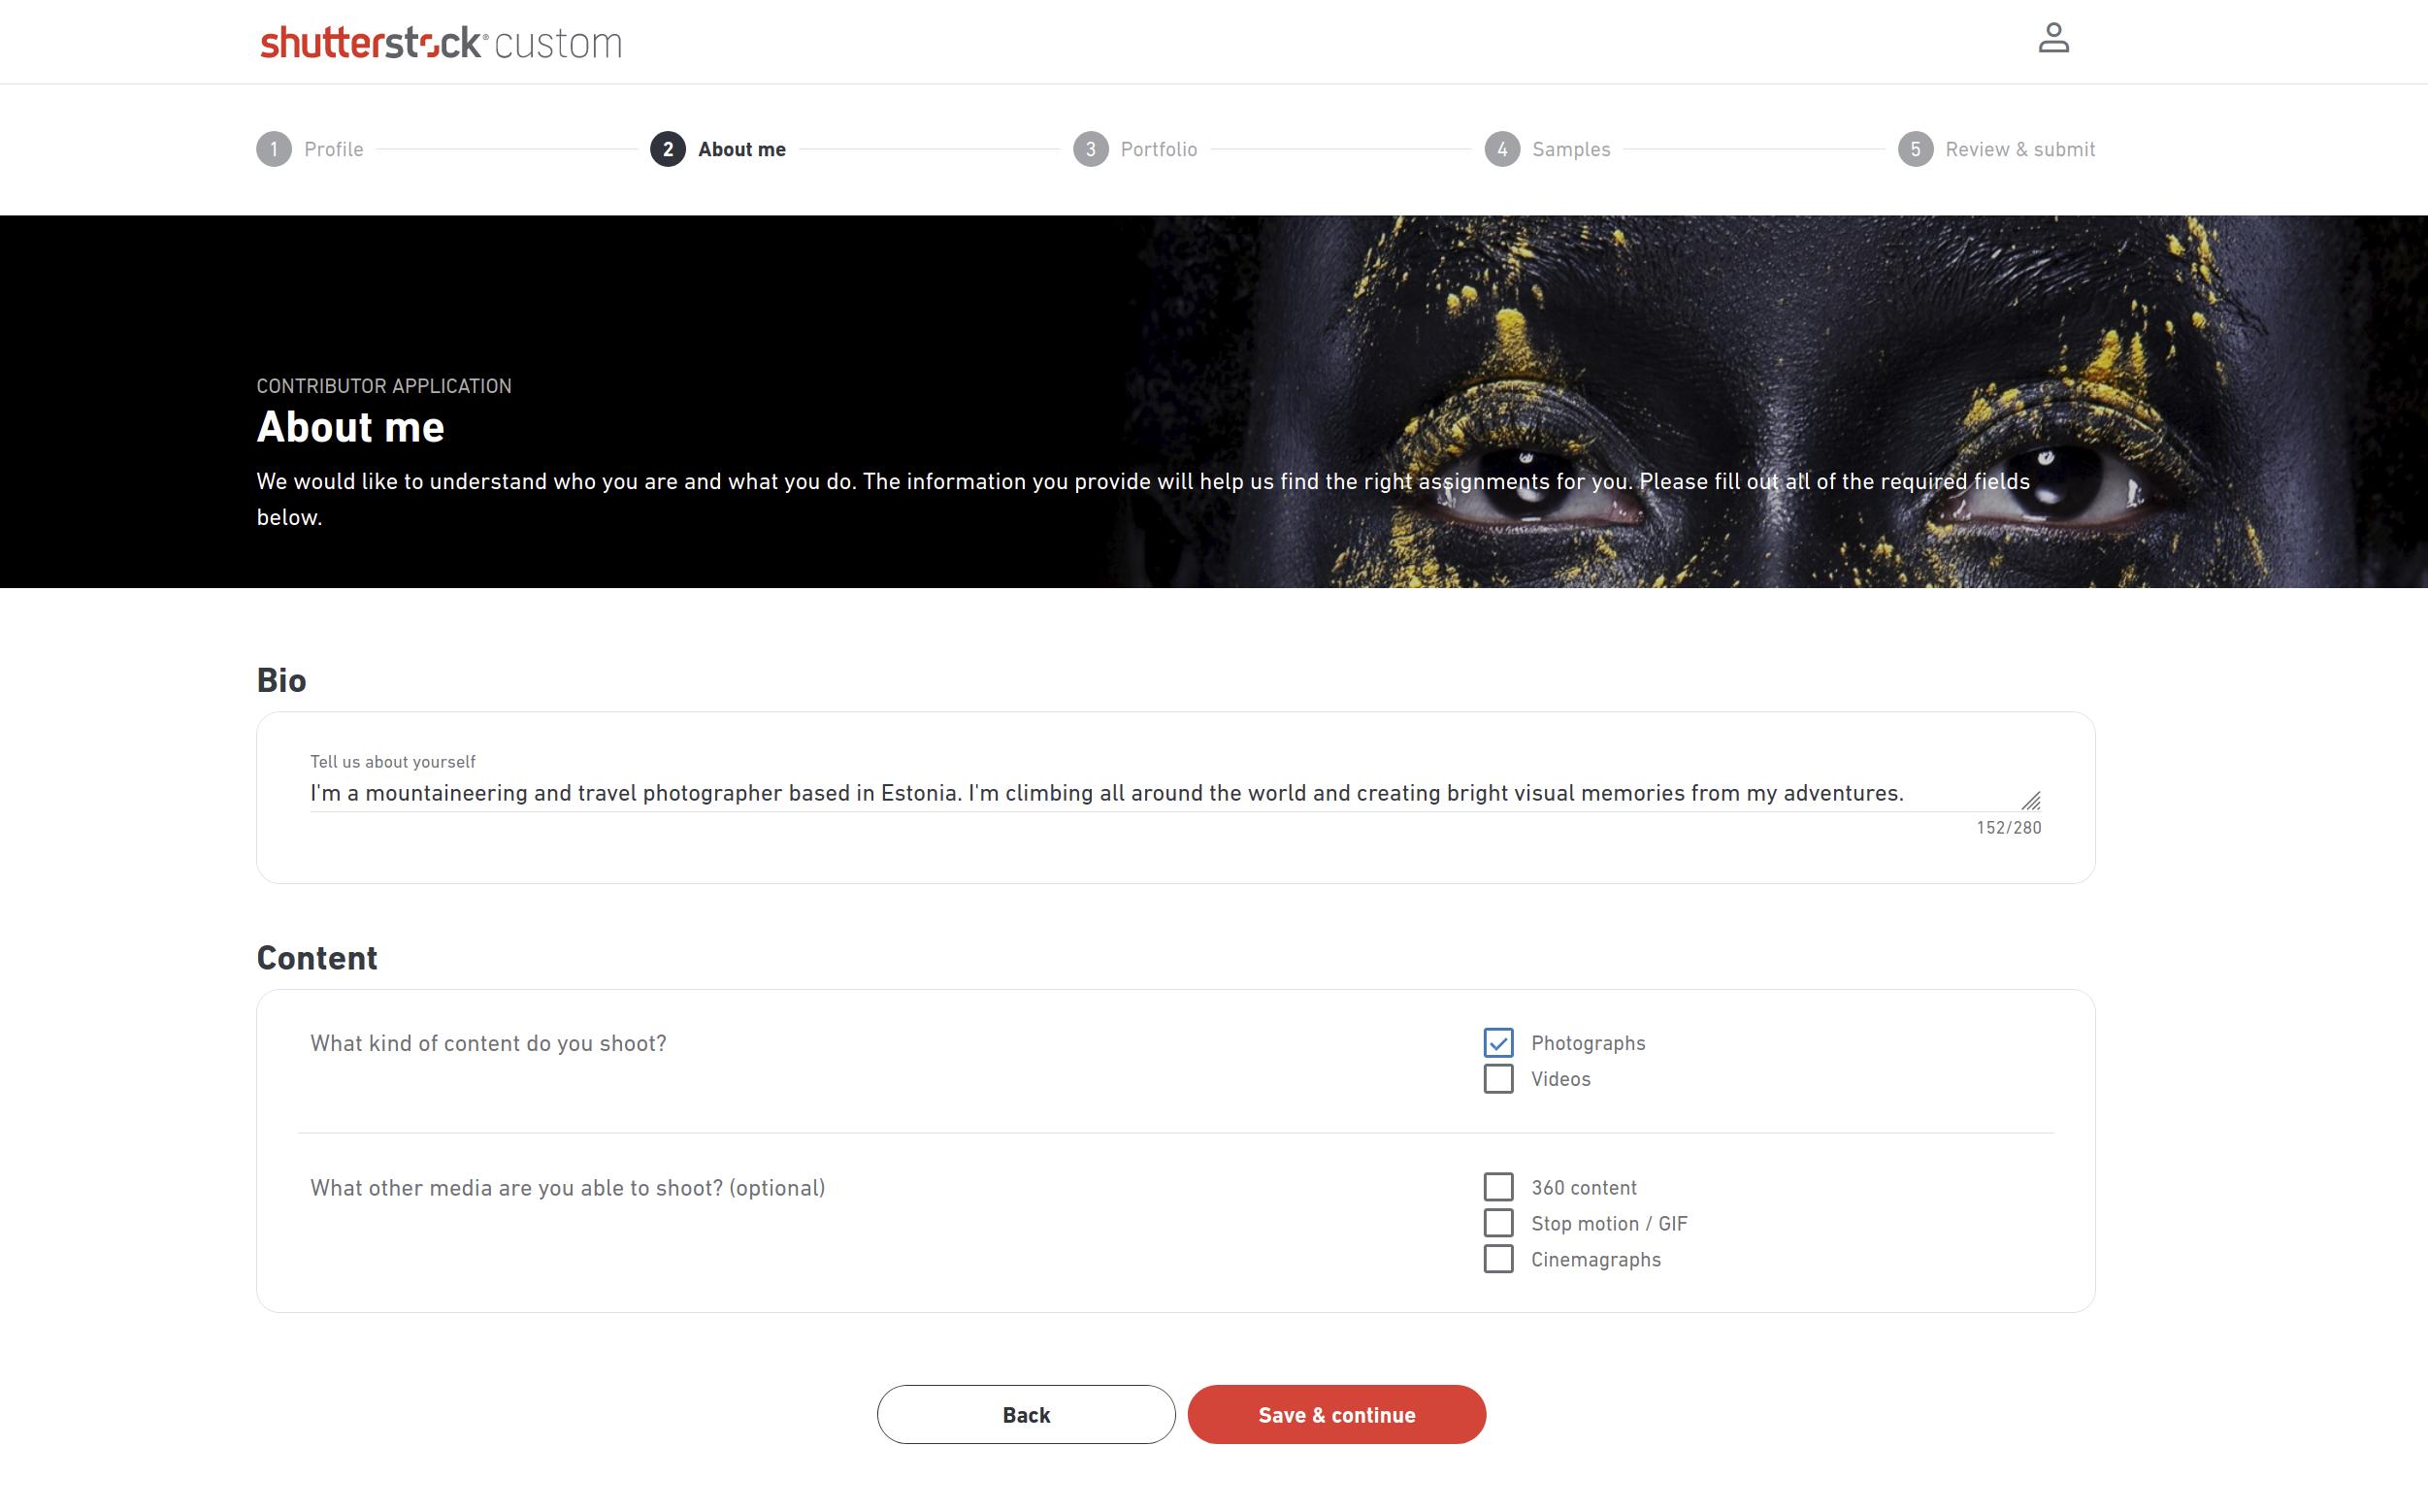 shutterstock® custom
1 Profile
2 About me
3 Portfolio
4 Samples
5 Review & submit
CONTRIBUTOR APPLICATION
About me
We would like to understand who you are and what you do. The information you provide will help us find the right assignments for you. Please fill out all of the required fields
below.
Bio
Tell us about yourself
I'm a mountaineering and travel photographer based in Estonia. I'm climbing all around the world and creating bright visual memories from my adventures.
152/280
Content
What kind of content do you shoot?
Photographs
Videos
What other media are you able to shoot? (optional)
360 content
Stop motion / GIF
Cinemagraphs
Back
Save & continue